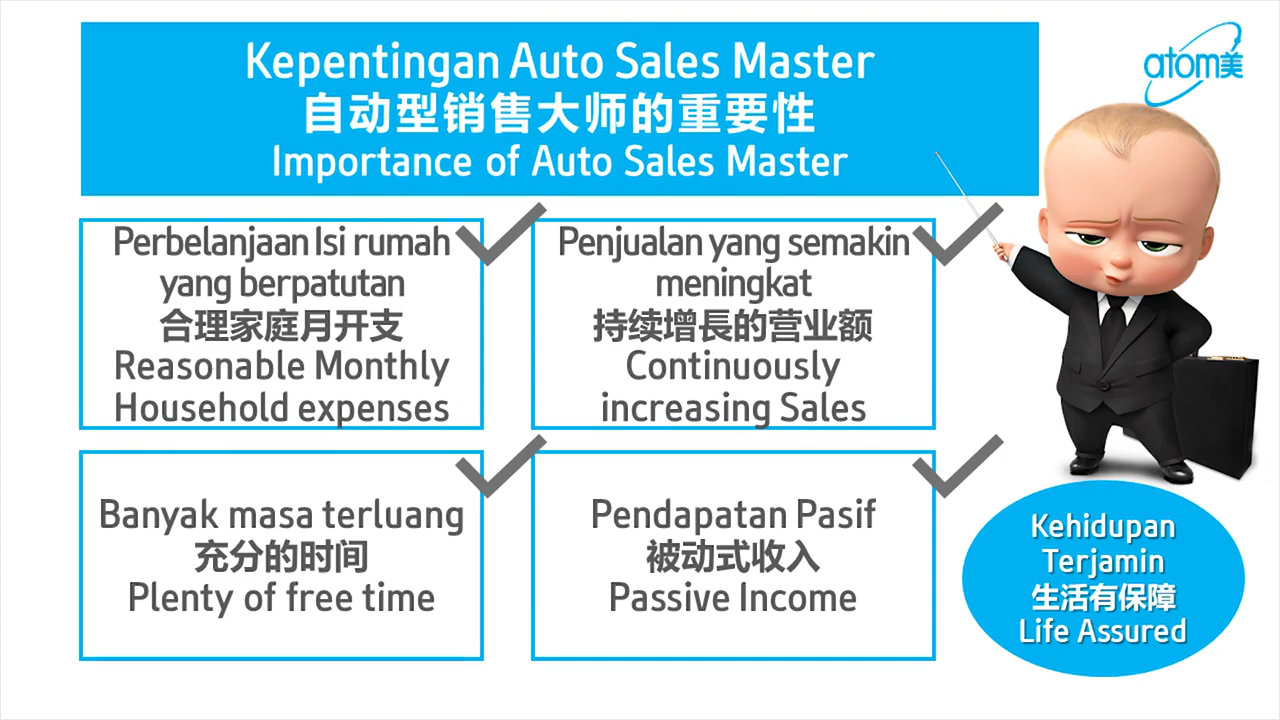 Kepentingan Auto Sales Master
自动型销售大师的重要性
Importance of Auto Sales Master
atom美
Perbelanjaan Isi rumah
yang berpatutan
合理家庭月开支
Reasonable Monthly
Household expenses
Penjualan yang semakin
meningkat
持续增長的营业额
Continuously
increasing Sales
Banyak masa terluang
充分的时间
Plenty of free time
Pendapatan Pasif
被动式收入
Passive Income
Kehidupan
Terjamin
生活有保障
Life Assured